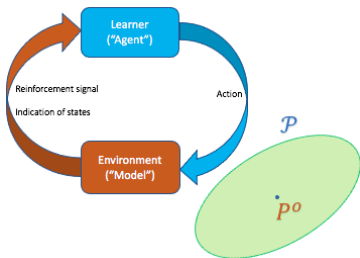 Learner
("Agent")
Reinforcement signal
Indication of states
Action
Environment
("Model")
𝒫
P^o